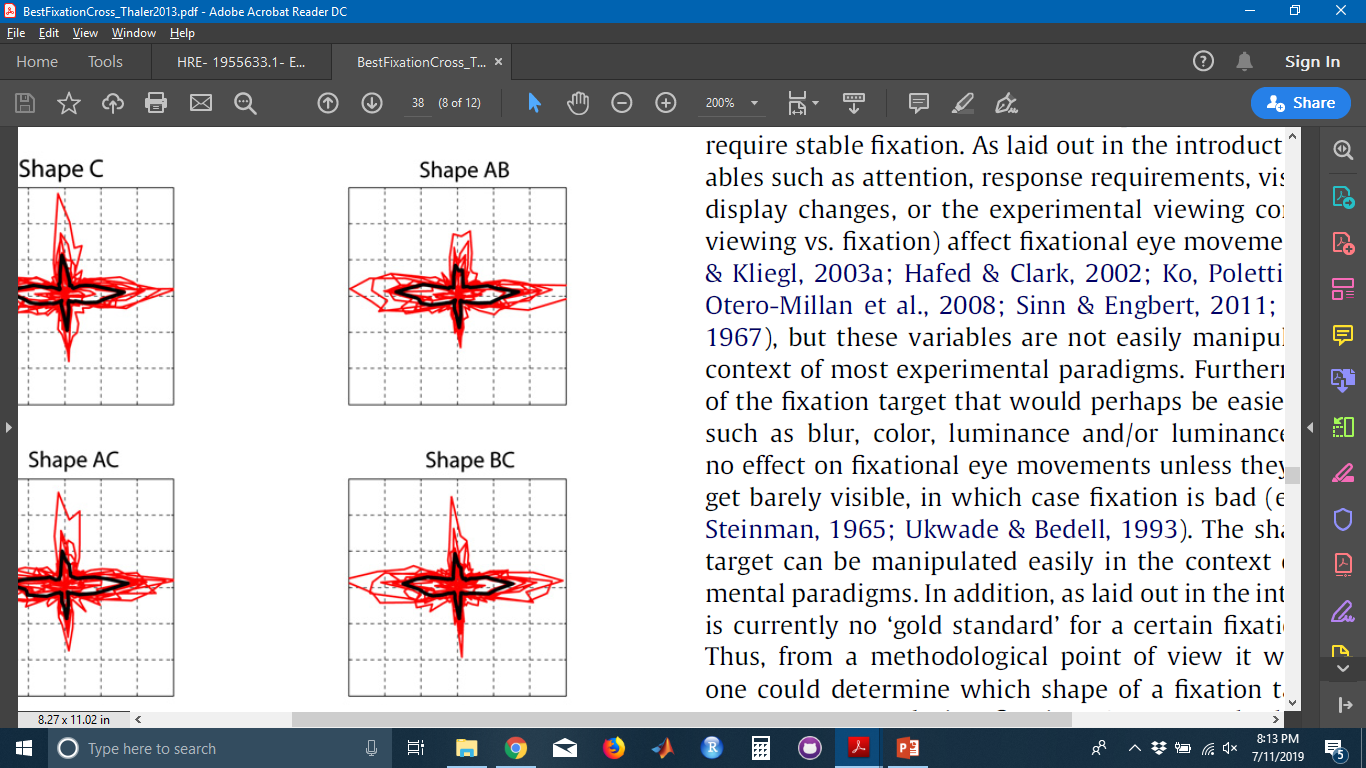 BestFixationCross_Thaler2013.pdf - Adobe Acrobat Reader DC
File Edit View Window Help
Home Tools HRE- 1955633.1- E... BestFixationCross_T... × Sign In
38 (8 of 12) 200% Share
Shape C
Shape AB
Shape AC
Shape BC
require stable fixation. As laid out in the introduct
ables such as attention, response requirements, vis
display changes, or the experimental viewing co
viewing vs. fixation) affect fixational eye moveme
& Kliegl, 2003a; Hafed & Clark, 2002; Ko, Poletti
Otero-Millan et al., 2008; Sinn & Engbert, 2011;
1967), but these variables are not easily manipul
context of most experimental paradigms. Further
of the fixation target that would perhaps be easie
such as blur, color, luminance and/or luminance
no effect on fixational eye movements unless they
get barely visible, in which case fixation is bad (e
Steinman, 1965; Ukwade & Bedell, 1993). The sha
target can be manipulated easily in the context
mental paradigms. In addition, as laid out in the int
is currently no ‘gold standard’ for a certain fixati
Thus, from a methodological point of view it w
one could determine which shape of a fixation ta
8.27 x 11.02 in
Type here to search
8:13 PM
7/11/2019
5